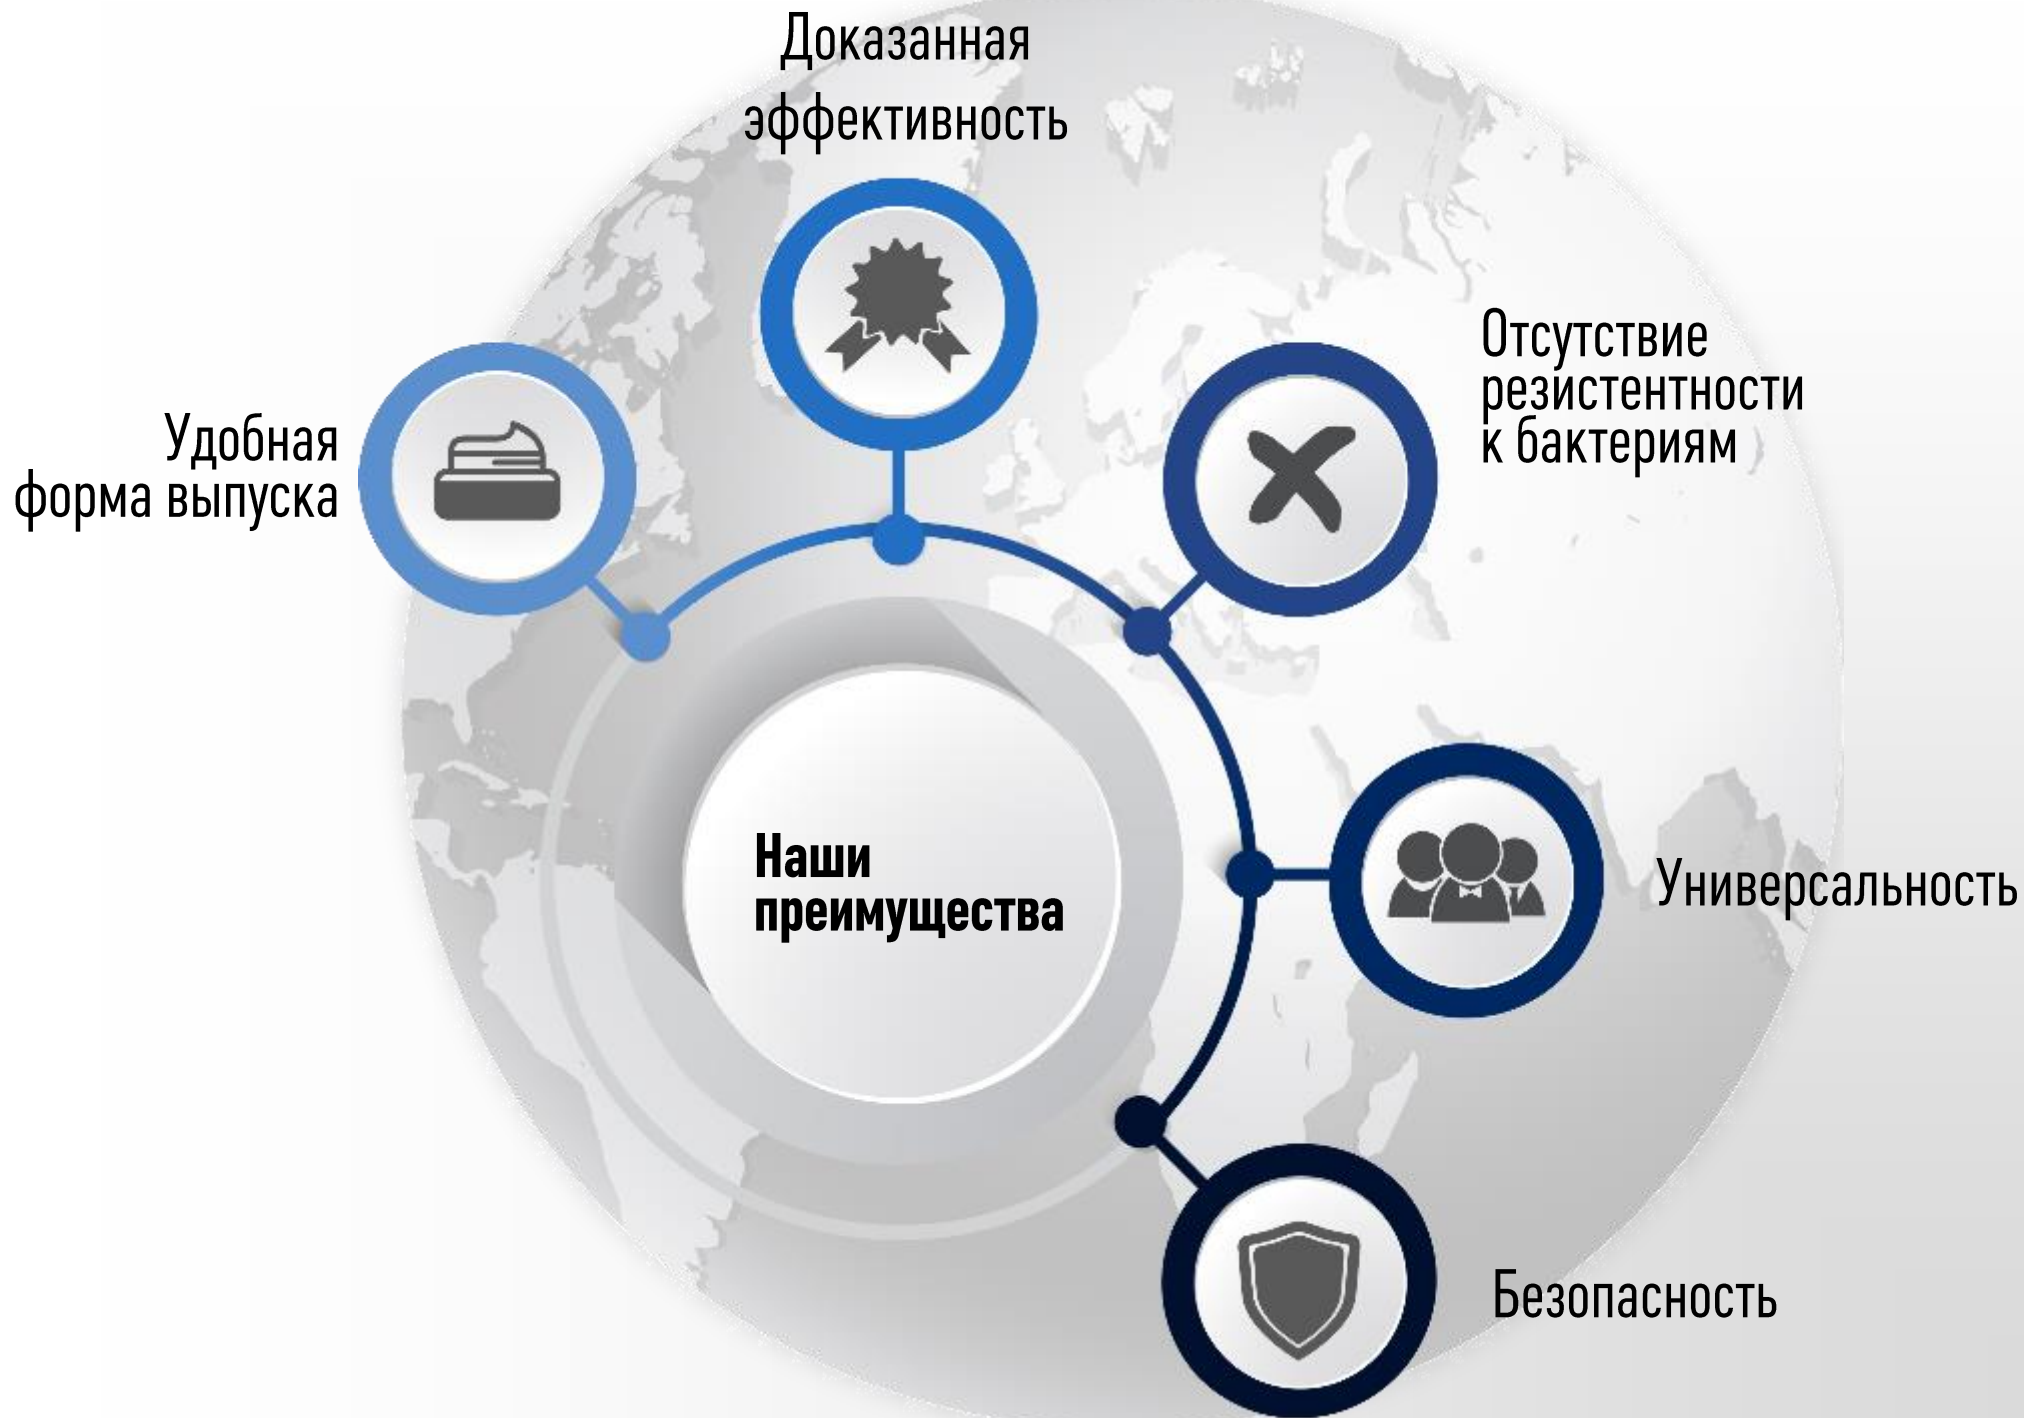 Доказанная
эффективность
Удобная
форма выпуска
Отсутствие
резистентности
к бактериям
Наши
преимущества
Универсальность
Безопасность